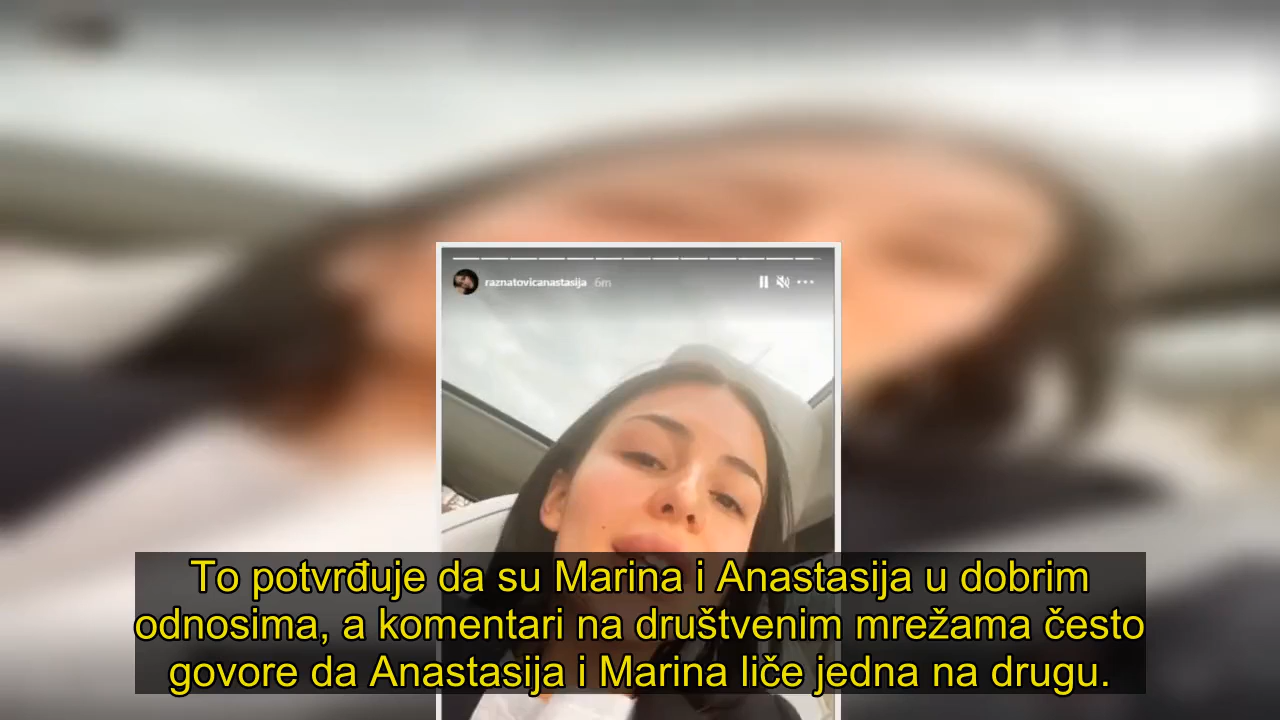 raznatovicanastasija 6m
To potvrđuje da su Marina i Anastasija u dobrim
odnosima, a komentari na društvenim mrežama često
govore da Anastasija i Marina liče jedna na drugu.